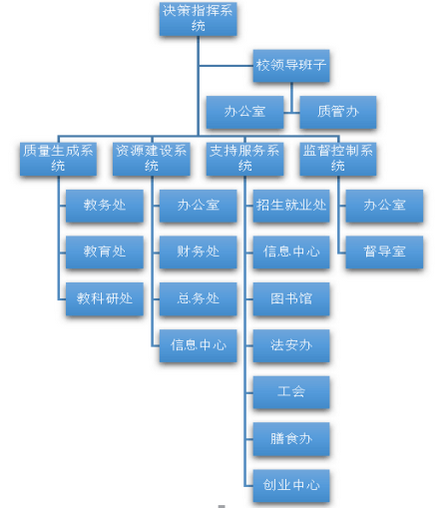 决策指挥系
统
校领导班子
办公室
质管办
质量生成系
统
资源建设系
统
支持服务系
统
监督控制系
统
教务处
办公室
招生就业处
办公室
教育处
财务处
信息中心
督导室
教科研处
总务处
图书馆
信息中心
法安办
工会
膳食办
创业中心